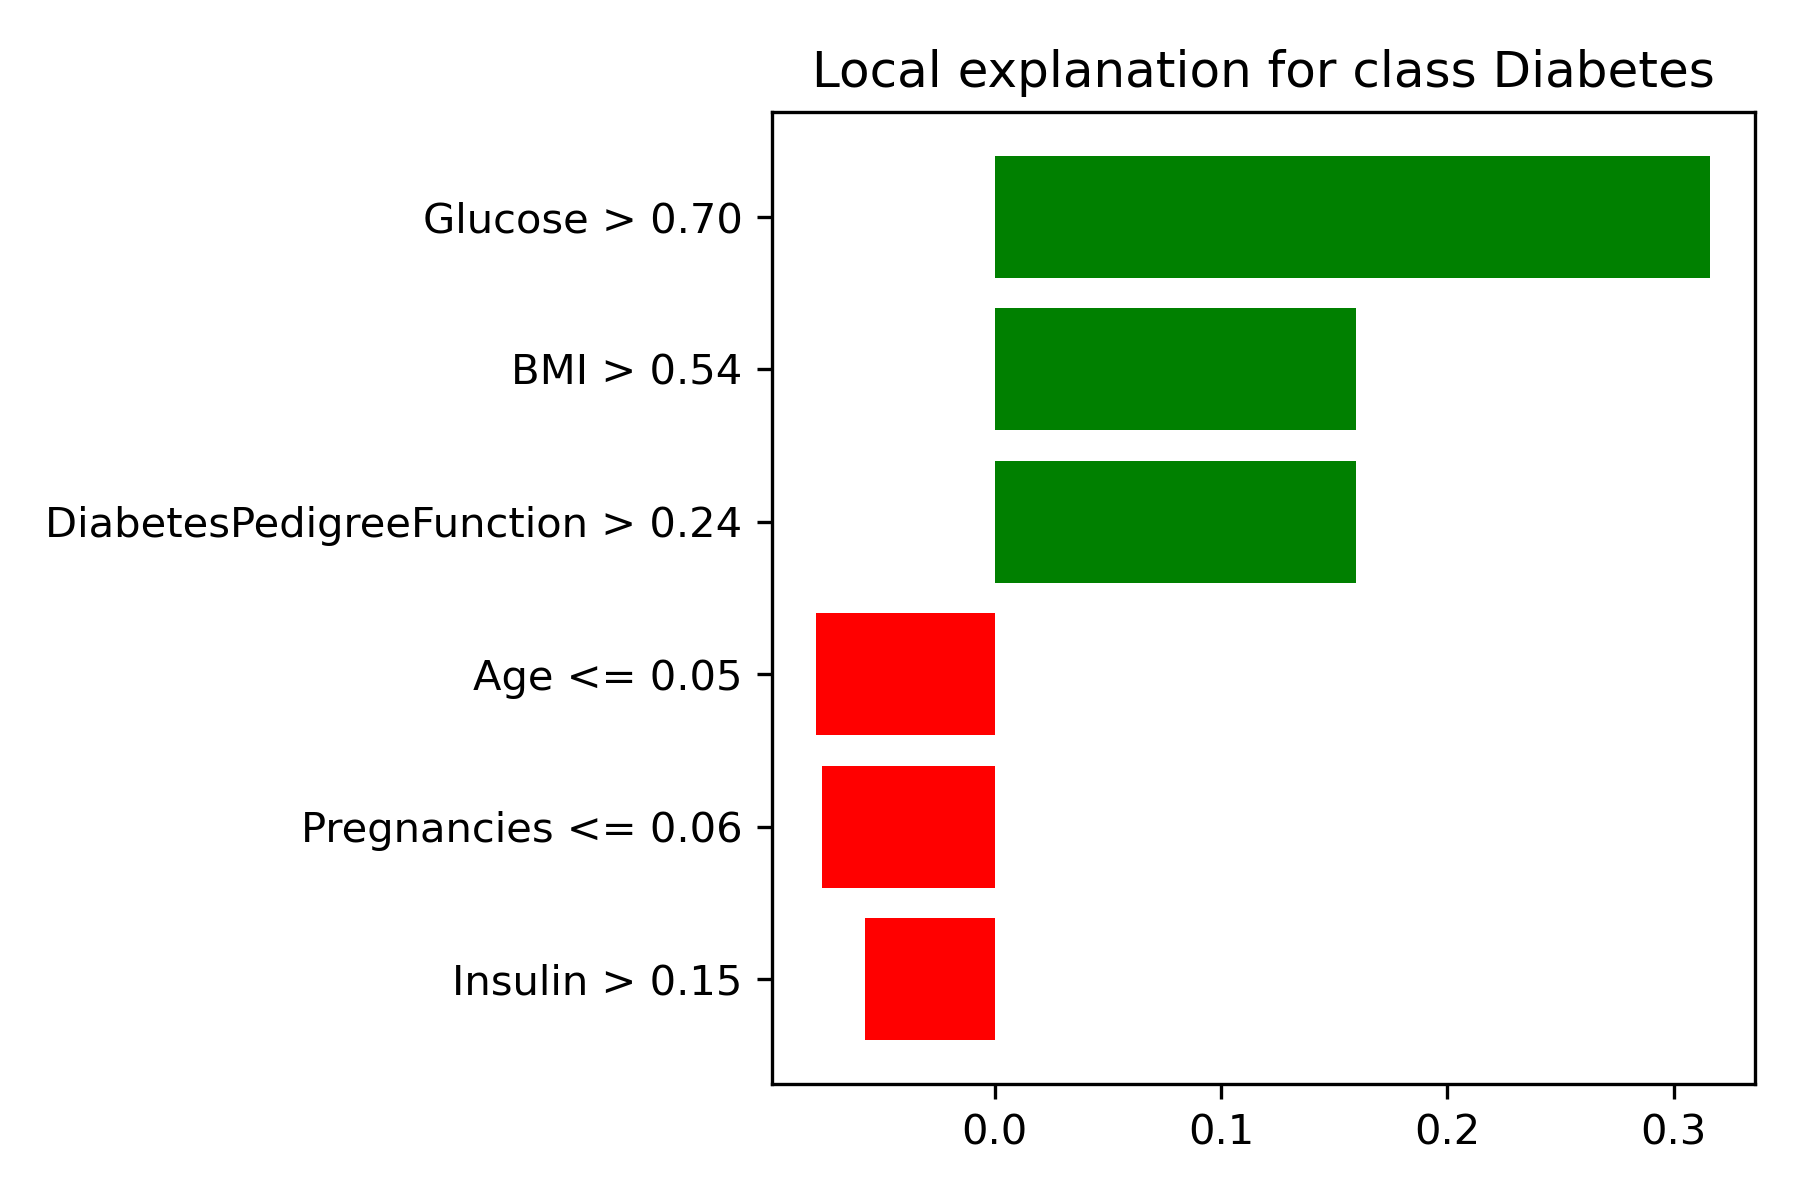 Local explanation for class Diabetes
Glucose > 0.70
BMI > 0.54
DiabetesPedigreeFunction > 0.24
Age <= 0.05
Pregnancies <= 0.06
Insulin > 0.15
0.0 0.1 0.2 0.3